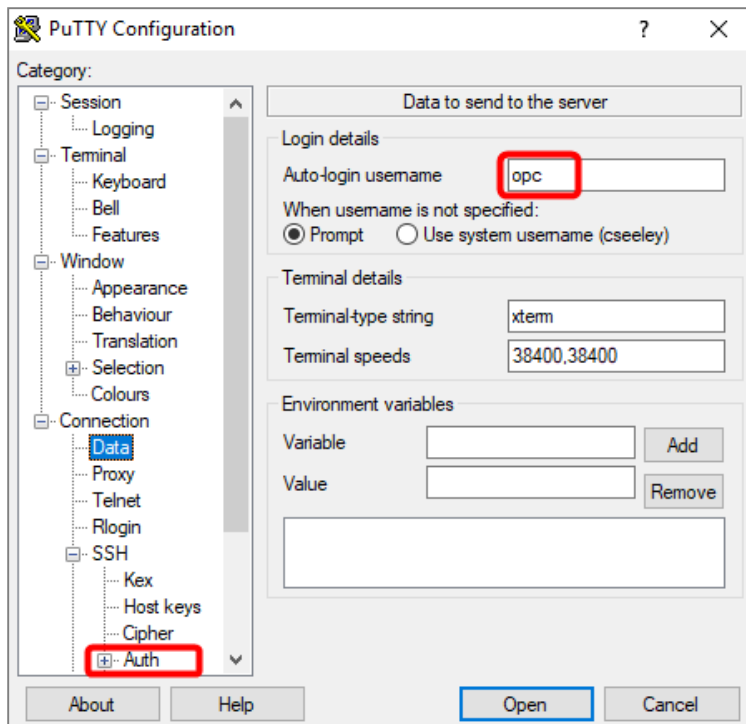 PuTTY Configuration
?
Category:
Session
Logging
Terminal
Keyboard
Bell
Features
Window
Appearance
Behaviour
Translation
Selection
Colours
Connection
Data
Proxy
Telnet
Rlogin
SSH
Kex
Host keys
Cipher
Auth
Data to send to the server
Login details
Auto-login username opc
When username is not specified:
Prompt Use system username (cseeley)
Terminal details
Terminal-type string xterm
Terminal speeds 38400,38400
Environment variables
Variable Add
Value Remove
About Help Open Cancel